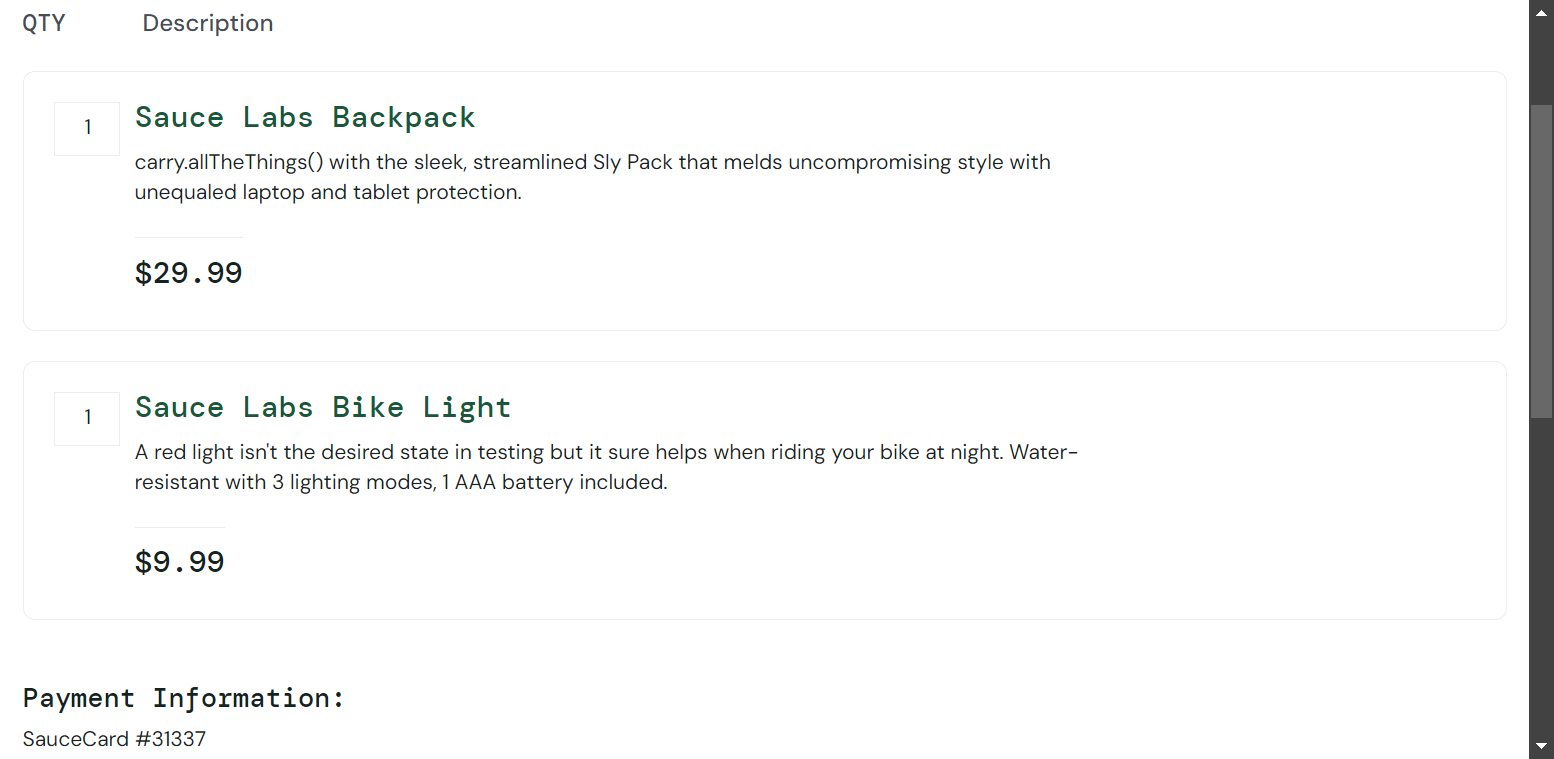 QTY Description
1 Sauce Labs Backpack
carry.allTheThings() with the sleek, streamlined Sly Pack that melds uncompromising style with
unequaled laptop and tablet protection.
$29.99
1 Sauce Labs Bike Light
A red light isn't the desired state in testing but it sure helps when riding your bike at night. Water-
resistant with 3 lighting modes, 1 AAA battery included.
$9.99
Payment Information:
SauceCard #31337